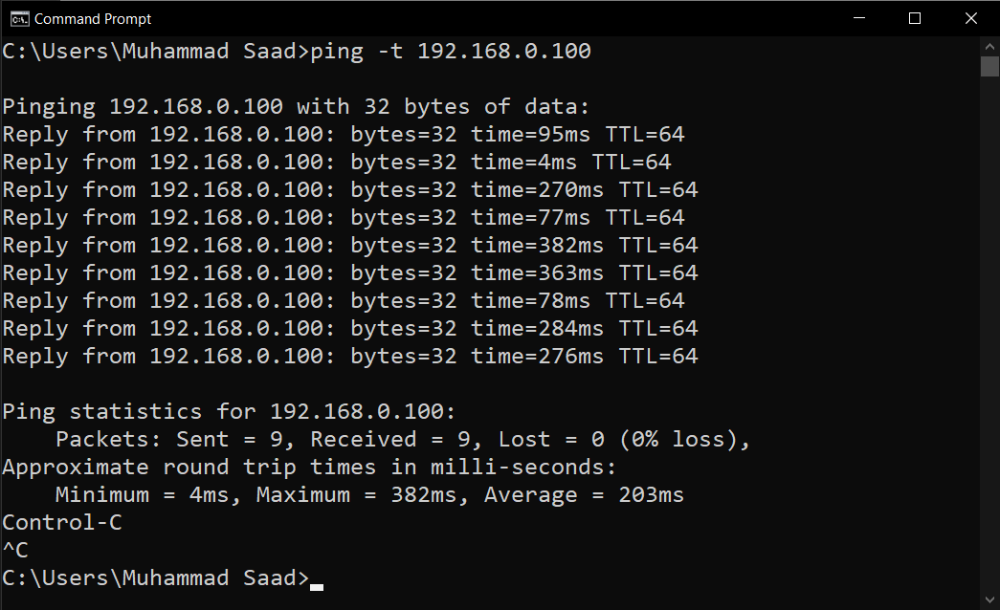 Command Prompt
C:\Users\Muhammad Saad>ping -t 192.168.0.100
Pinging 192.168.0.100 with 32 bytes of data:
Reply from 192.168.0.100: bytes=32 time=95ms TTL=64
Reply from 192.168.0.100: bytes=32 time=4ms TTL=64
Reply from 192.168.0.100: bytes=32 time=270ms TTL=64
Reply from 192.168.0.100: bytes=32 time=77ms TTL=64
Reply from 192.168.0.100: bytes=32 time=382ms TTL=64
Reply from 192.168.0.100: bytes=32 time=363ms TTL=64
Reply from 192.168.0.100: bytes=32 time=78ms TTL=64
Reply from 192.168.0.100: bytes=32 time=284ms TTL=64
Reply from 192.168.0.100: bytes=32 time=276ms TTL=64
Ping statistics for 192.168.0.100:
    Packets: Sent = 9, Received = 9, Lost = 0 (0% loss),
Approximate round trip times in milli-seconds:
    Minimum = 4ms, Maximum = 382ms, Average = 203ms
Control-C
^C
C:\Users\Muhammad Saad>